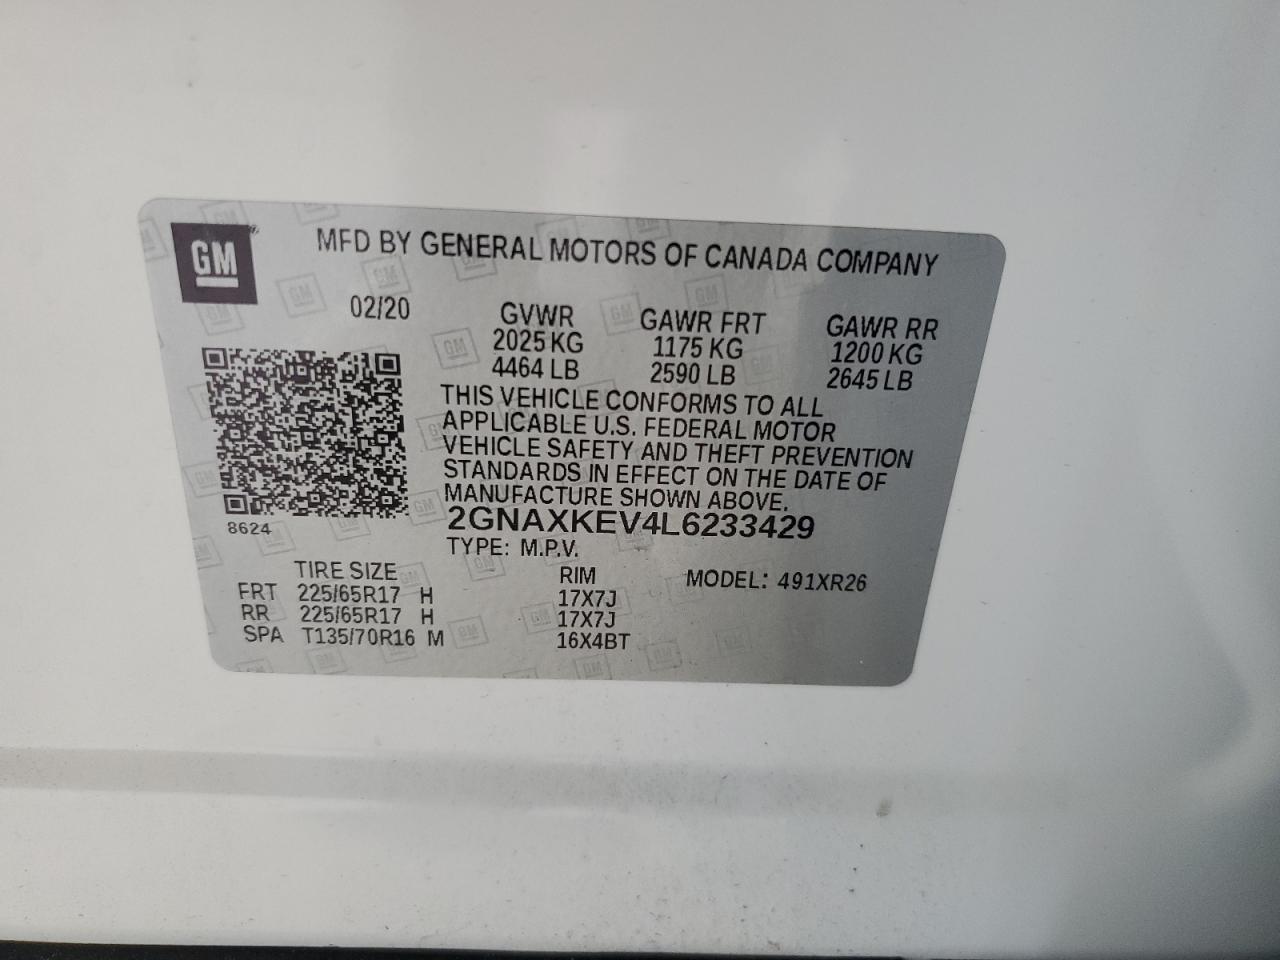 GM
MFD BY GENERAL MOTORS OF CANADA COMPANY
02/20 GVWR GAWR FRT GAWR RR
2025 KG 1175 KG 1200 KG
4464 LB 2590 LB 2645 LB
THIS VEHICLE CONFORMS TO ALL
APPLICABLE U.S. FEDERAL MOTOR
VEHICLE SAFETY AND THEFT PREVENTION
STANDARDS IN EFFECT ON THE DATE OF
MANUFACTURE SHOWN ABOVE.
8624
2GNAXKEV4L6233429
TYPE: M.P.V.
TIRE SIZE RIM MODEL: 491XR26
FRT 225/65R17 H 17X7J
RR 225/65R17 H 17X7J
SPA T135/70R16 M 16X4BT